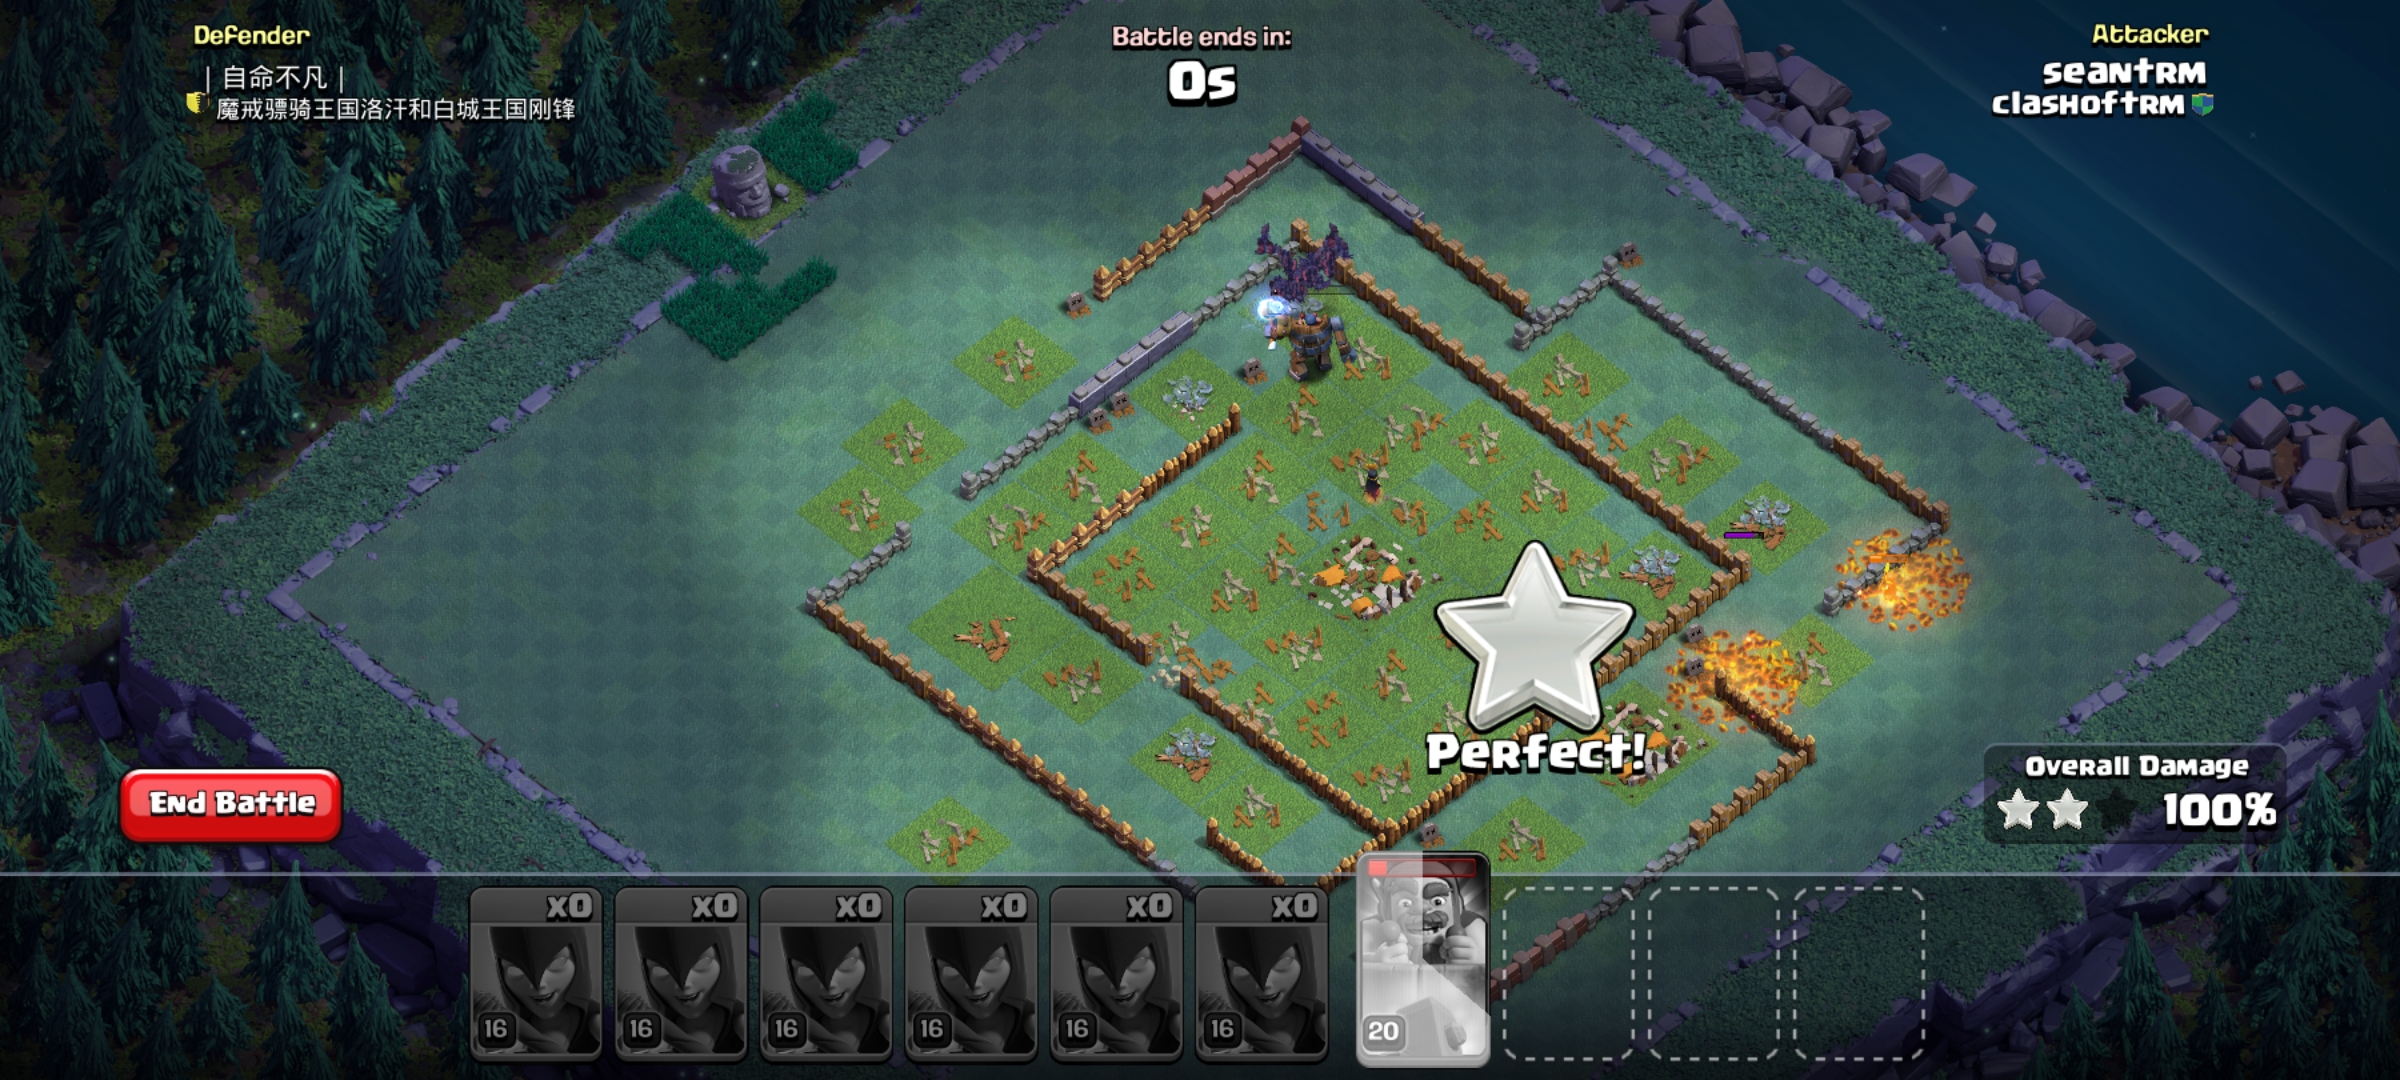 Defender
| 自命不凡 |
魔戒骠骑王国洛汗和白城王国刚锋
Battle ends in:
0s
Attacker
seantRM
clashoftRM
Perfect!
End Battle
Overall Damage
100%
x0 x0 x0 x0 x0 x0
16 16 16 16 16 16 20